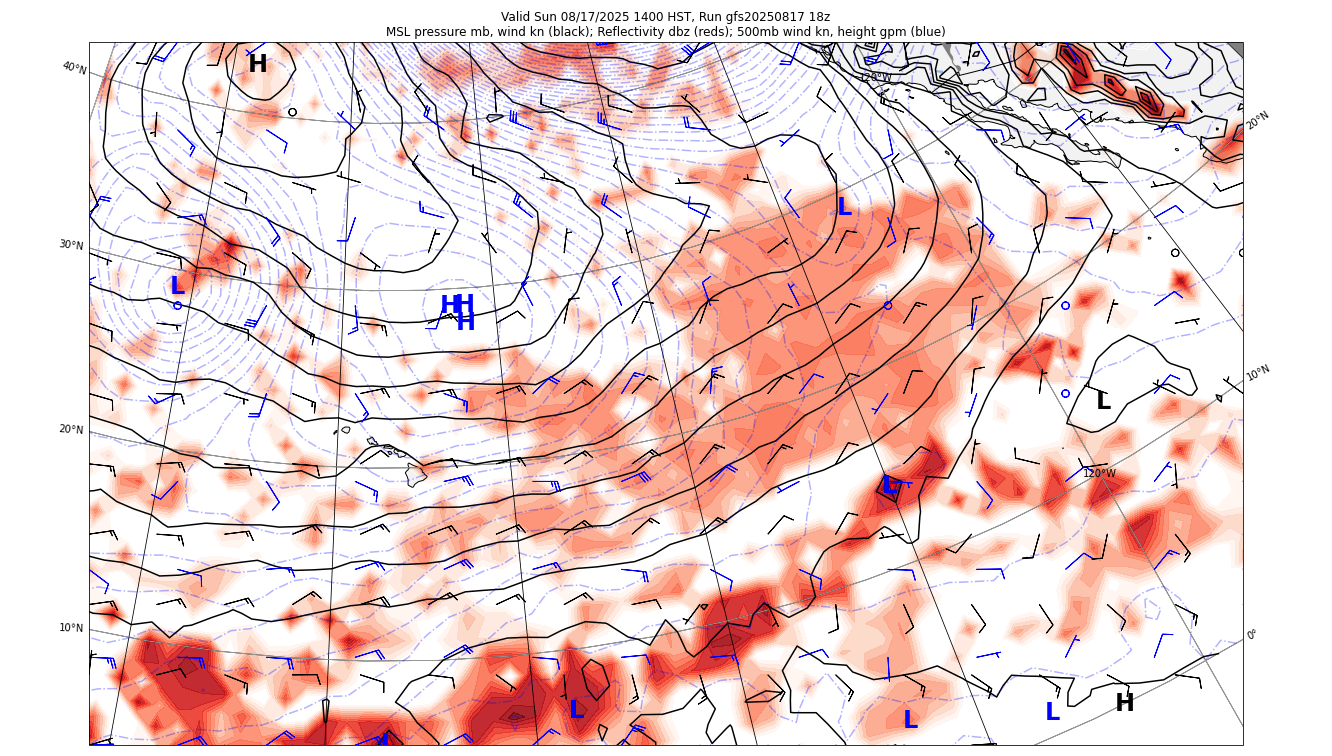 Valid Sun 08/17/2025 1400 HST, Run gfs20250817 18z
MSL pressure mb, wind kn (black); Reflectivity dbz (reds); 500mb wind kn, height gpm (blue)
40°N
H
120°W
20°N
L
30°N
L
H
H
H
10°N
L
20°N
120°W
L
10°N
0°
L
L
L
H
L